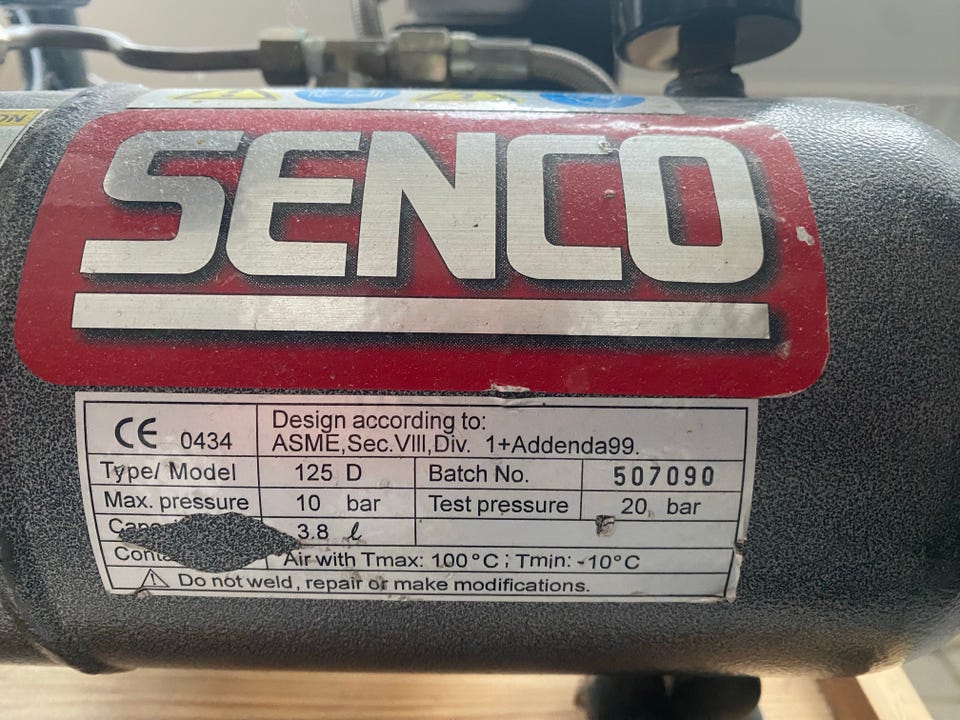 ON
SENCO
CE 0434
Design according to:
ASME,Sec.VIII,Div. 1+Addenda99.
Type/ Model 125 D Batch No. 507090
Max. pressure 10 bar Test pressure 20 bar
3.8 ℓ
Air with Tmax: 100°C ; Tmin: -10°C
Do not weld, repair or make modifications.